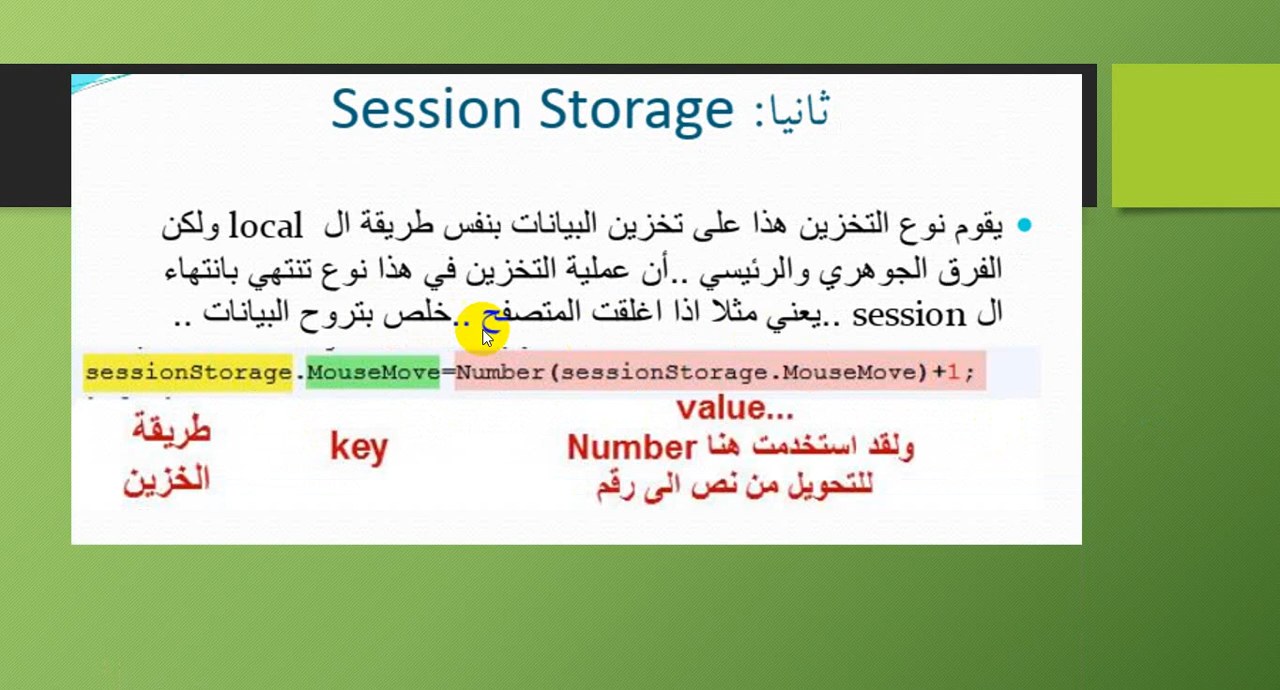 ثانيا: Session Storage
يقوم نوع التخزين هذا على تخزين البيانات بنفس طريقة ال local ولكن
الفرق الجوهري والرئيسي ..أن عملية التخزين في هذا نوع تنتهي بانتهاء
ال session ..يعني مثلا اذا اغلقت المتصفح ..خلص بتروح البيانات ..
sessionStorage.MouseMove=Number(sessionStorage.MouseMove)+1;
طريقة
الخزين
key
value...
ولقد استخدمت هنا Number
للتحويل من نص الى رقم